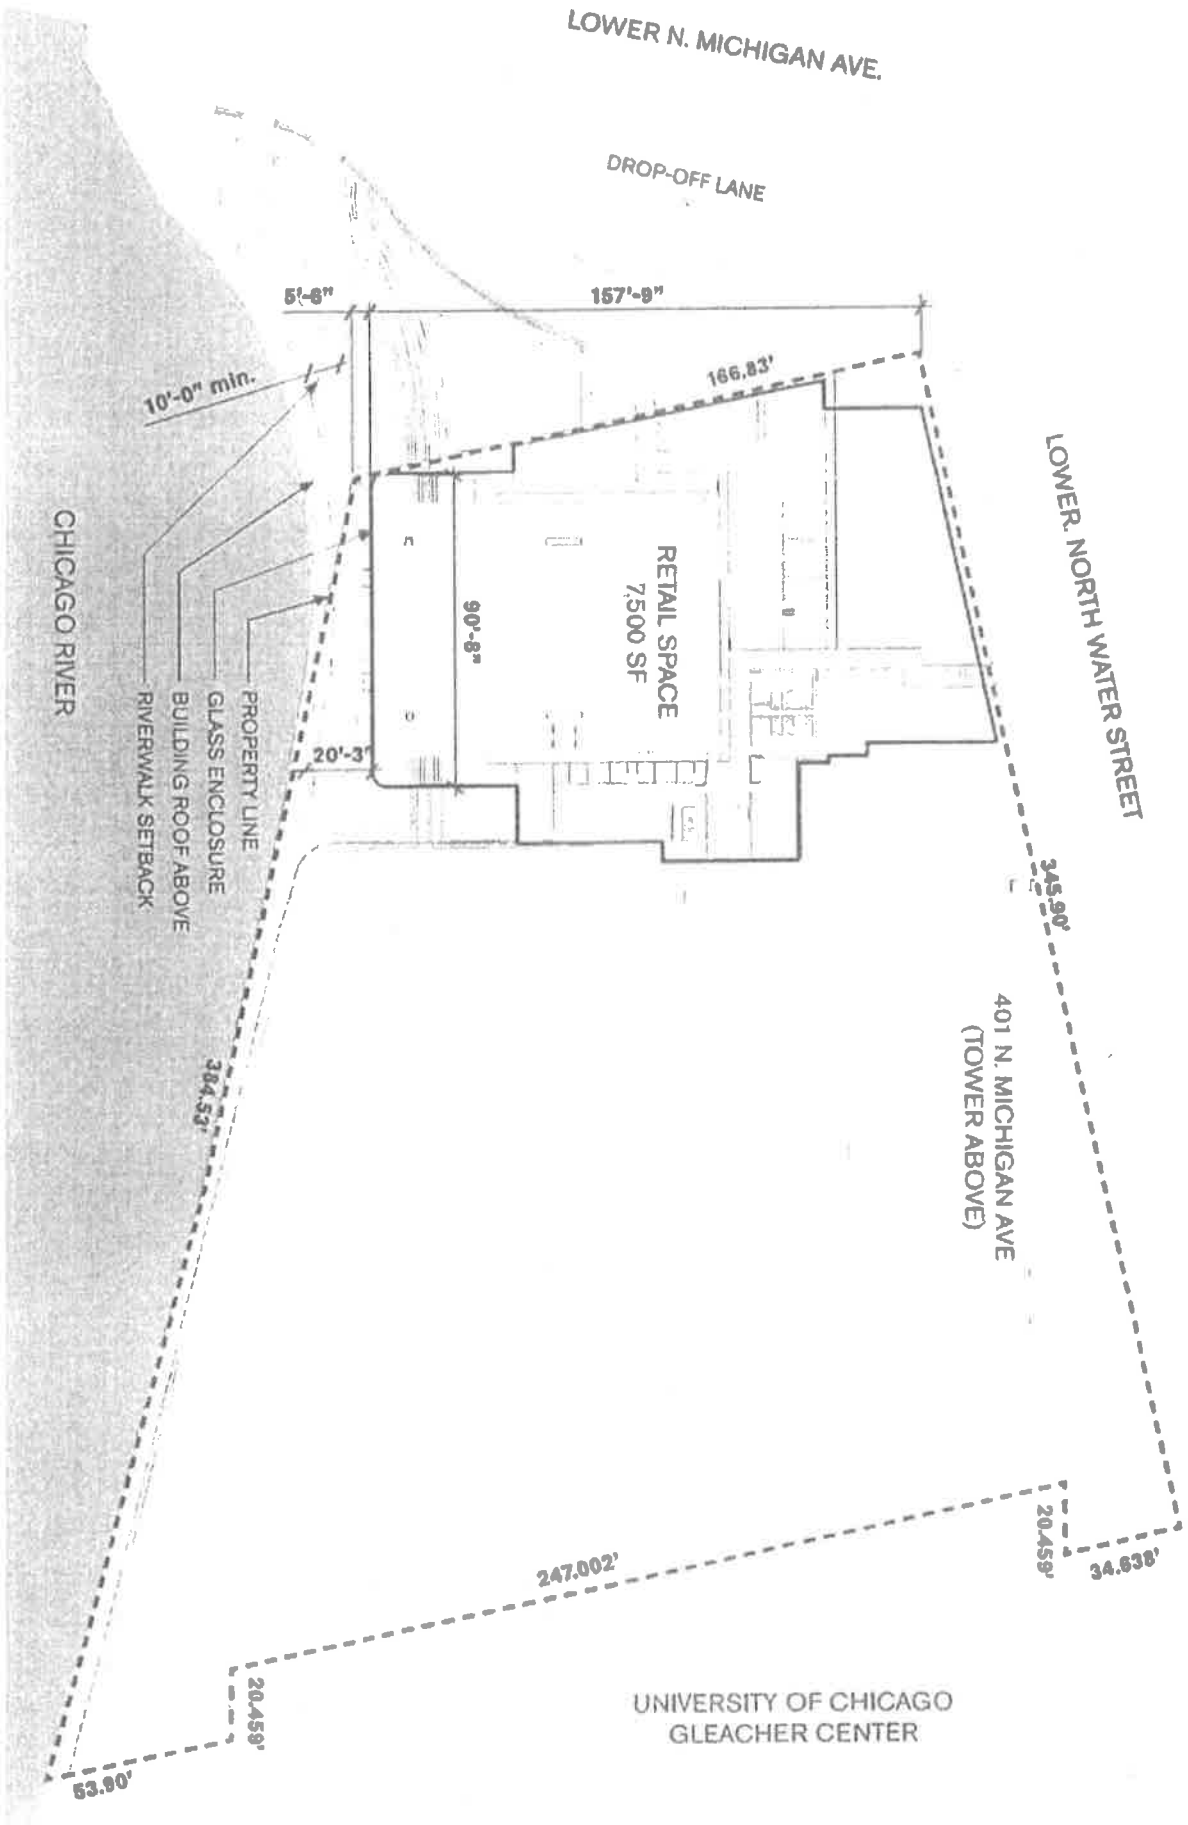 LOWER N. MICHIGAN AVE.
DROP-OFF LANE
5'-6"
157'-9"
10'-0" min.
166.83'
LOWER. NORTH WATER STREET
CHICAGO RIVER
RETAIL SPACE
7,500 SF
90'-8"
20'-3"
PROPERTY LINE
GLASS ENCLOSURE
BUILDING ROOF ABOVE
RIVERWALK SETBACK
345.90'
401 N. MICHIGAN AVE
(TOWER ABOVE)
384.53'
20.459'
34.638'
247.002'
20.459'
53.90'
UNIVERSITY OF CHICAGO
GLEACHER CENTER